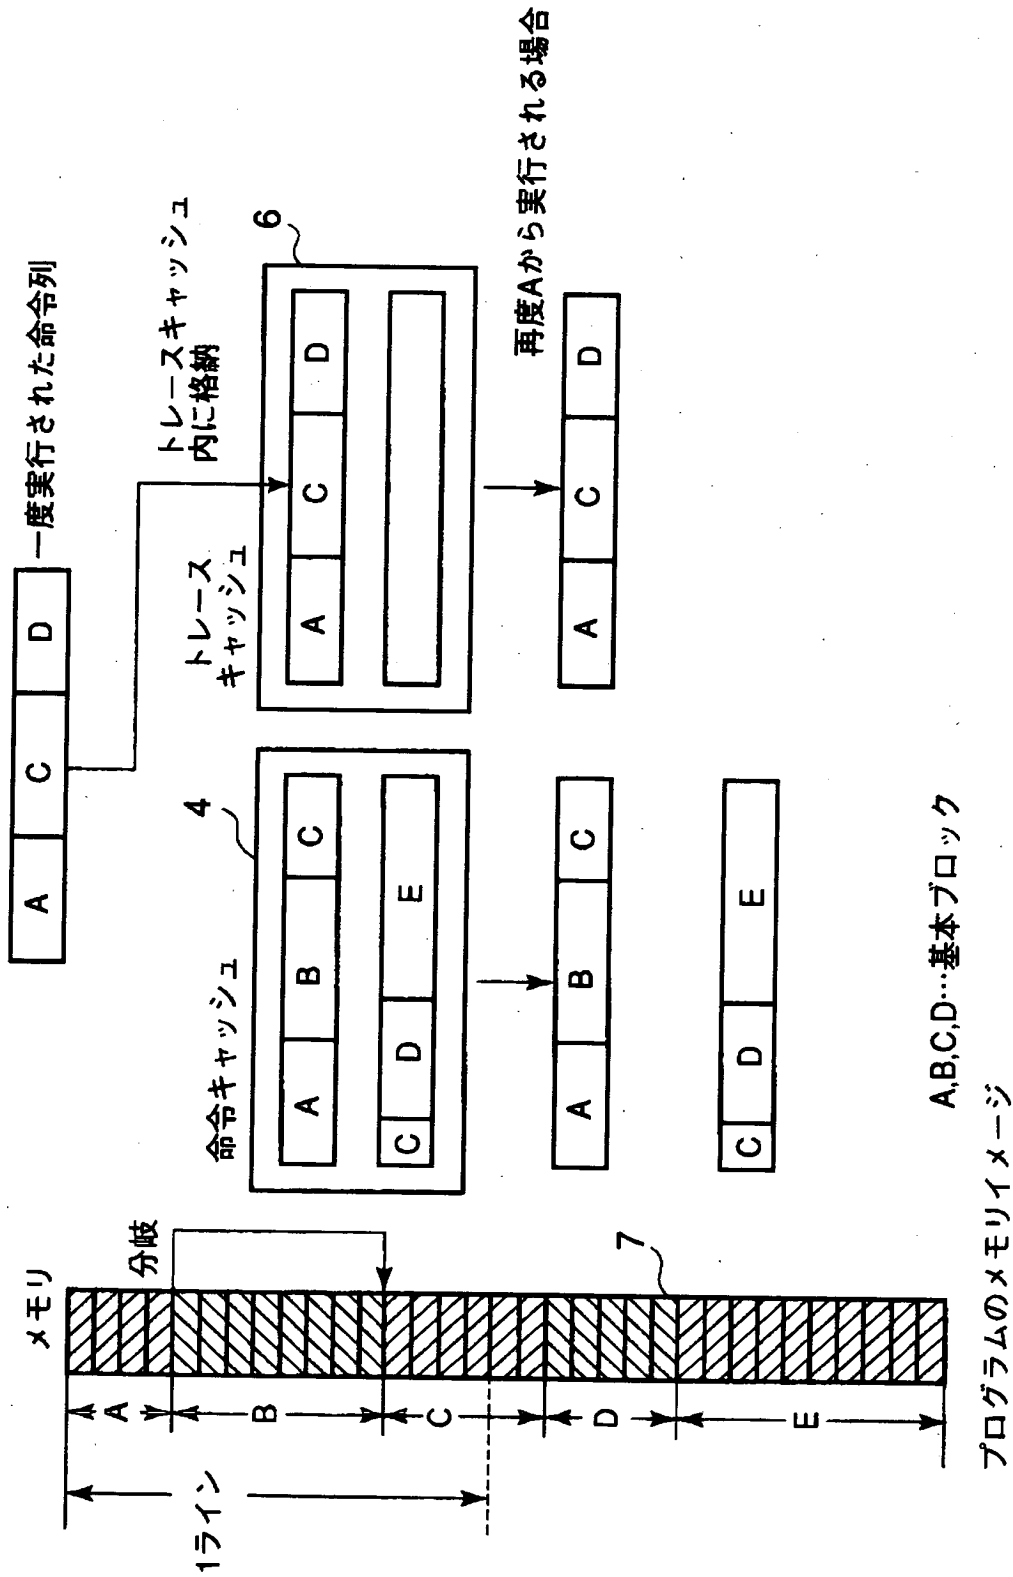 A C D
一度実行された命令列
トレースキャッシュ
内に格納
メモリ
分岐
命令キャッシュ
4
トレース
キャッシュ
6
1ライン
A
B
C
D
E
7
A B C
C D E
A C D
再度Aから実行される場合
A B C
C D E
A C D
A,B,C,D…基本ブロック
プログラムのメモリイメージ